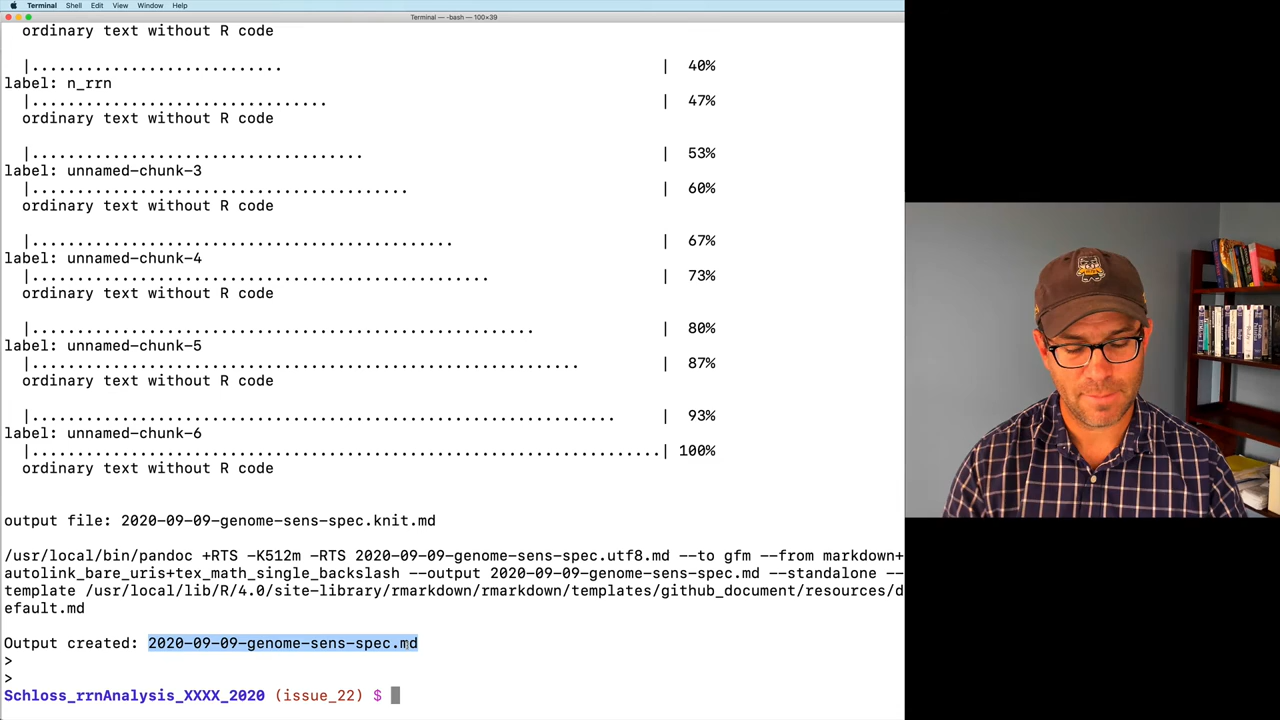 Terminal Shell Edit View Window Help
Terminal — -bash — 100×39
ordinary text without R code
|............................ | 40%
label: n_rrn
|................................. | 47%
ordinary text without R code
|..................................... | 53%
label: unnamed-chunk-3
|.......................................... | 60%
ordinary text without R code
|............................................... | 67%
label: unnamed-chunk-4
|................................................... | 73%
ordinary text without R code
|........................................................ | 80%
label: unnamed-chunk-5
|............................................................. | 87%
ordinary text without R code
|................................................................. | 93%
label: unnamed-chunk-6
|......................................................................| 100%
ordinary text without R code
output file: 2020-09-09-genome-sens-spec.knit.md
/usr/local/bin/pandoc +RTS -K512m -RTS 2020-09-09-genome-sens-spec.utf8.md --to gfm --from markdown+
autolink_bare_uris+tex_math_single_backslash --output 2020-09-09-genome-sens-spec.md --standalone --
template /usr/local/lib/R/4.0/site-library/rmarkdown/rmarkdown/templates/github_document/resources/d
efault.md
Output created: 2020-09-09-genome-sens-spec.md
>
>
Schloss_rrnAnalysis_XXXX_2020 (issue_22) $